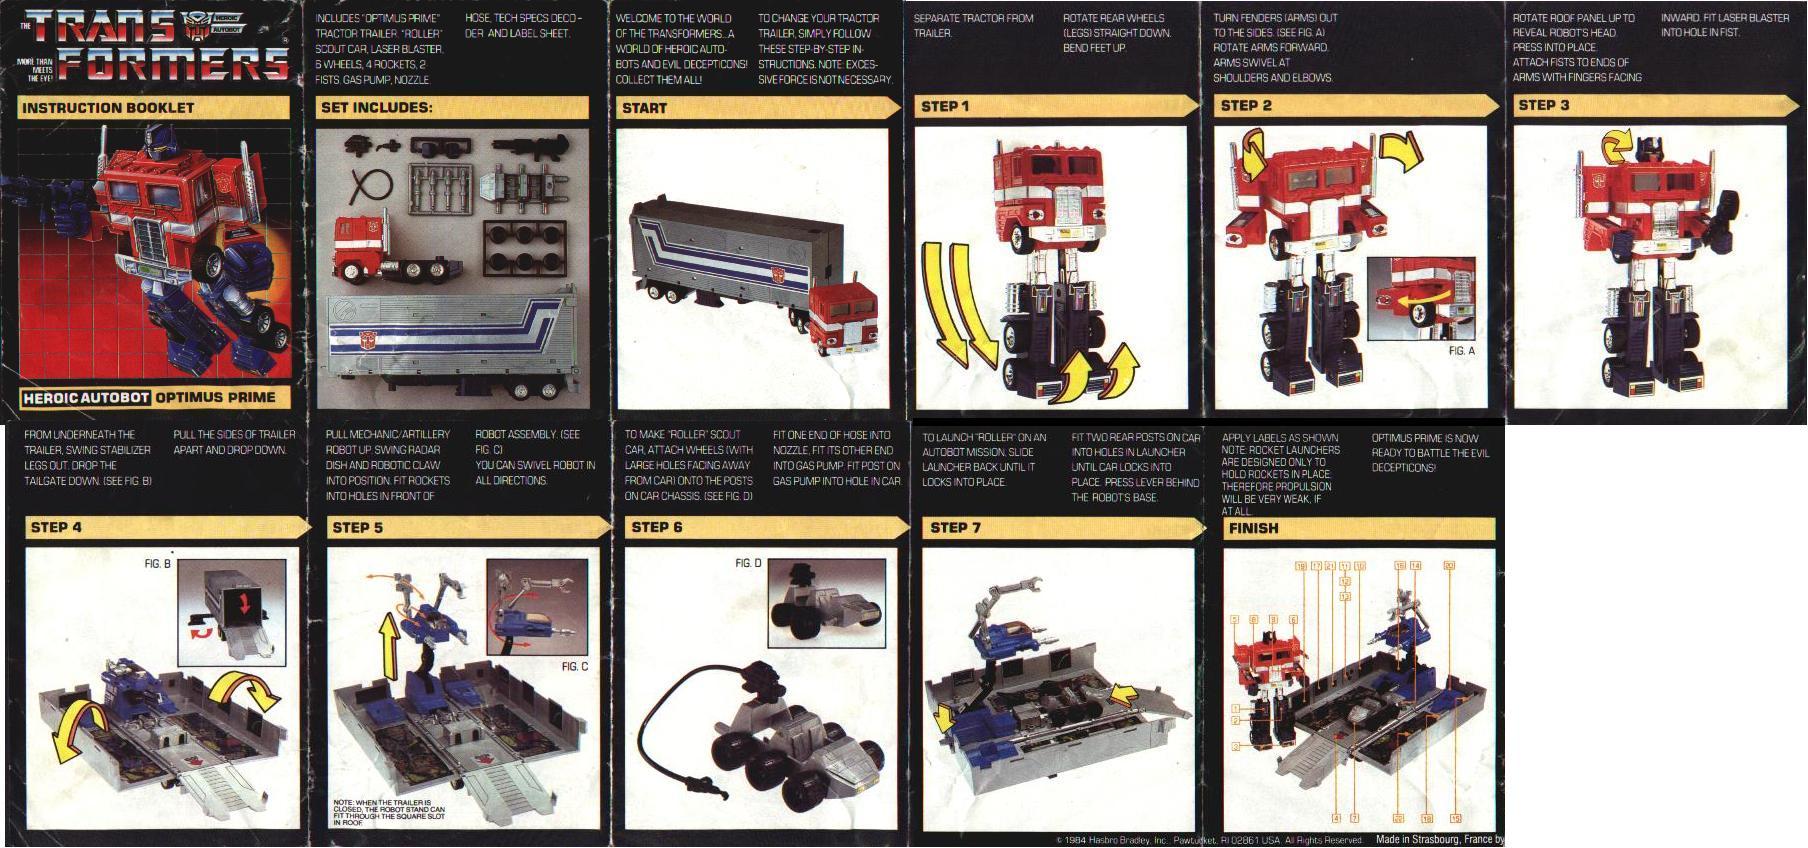 THE TRANSFORMERS
HEROIC AUTOBOT
MORE THAN
MEETS
THE EYE!
INSTRUCTION BOOKLET
HEROIC AUTOBOT OPTIMUS PRIME
INCLUDES "OPTIMUS PRIME"
TRACTOR TRAILER, "ROLLER"
SCOUT CAR, LASER BLASTER,
6 WHEELS, 4 ROCKETS, 2
FISTS, GAS PUMP, NOZZLE,
HOSE, TECH SPECS DECO-
DER AND LABEL SHEET.
SET INCLUDES:
WELCOME TO THE WORLD
OF THE TRANSFORMERS...A
WORLD OF HEROIC AUTO-
BOTS AND EVIL DECEPTICONS!
COLLECT THEM ALL!
TO CHANGE YOUR TRACTOR
TRAILER, SIMPLY FOLLOW
THESE STEP-BY-STEP IN-
STRUCTIONS. NOTE: EXCES-
SIVE FORCE IS NOT NECESSARY.
START
SEPARATE TRACTOR FROM
TRAILER.
ROTATE REAR WHEELS
(LEGS) STRAIGHT DOWN.
BEND FEET UP.
STEP 1
TURN FENDERS (ARMS) OUT
TO THE SIDES. (SEE FIG. A)
ROTATE ARMS FORWARD.
ARMS SWIVEL AT
SHOULDERS AND ELBOWS.
STEP 2
FIG. A
ROTATE ROOF PANEL UP TO
REVEAL ROBOT'S HEAD.
PRESS INTO PLACE.
ATTACH FISTS TO ENDS OF
ARMS WITH FINGERS FACING
INWARD. FIT LASER BLASTER
INTO HOLE IN FIST.
STEP 3
FROM UNDERNEATH THE
TRAILER, SWING STABILIZER
LEGS OUT. DROP THE
TAILGATE DOWN. (SEE FIG. B)
PULL THE SIDES OF TRAILER
APART AND DROP DOWN.
STEP 4
FIG. B
PULL MECHANIC/ARTILLERY
ROBOT UP. SWING RADAR
DISH AND ROBOTIC CLAW
INTO POSITION. FIT ROCKETS
INTO HOLES IN FRONT OF
ROBOT ASSEMBLY. (SEE
FIG. C)
YOU CAN SWIVEL ROBOT IN
ALL DIRECTIONS.
STEP 5
FIG. C
NOTE: WHEN THE TRAILER IS
CLOSED, THE ROBOT STAND CAN
FIT THROUGH THE SQUARE SLOT
IN ROOF.
TO MAKE "ROLLER" SCOUT
CAR, ATTACH WHEELS (WITH
LARGE HOLES FACING AWAY
FROM CAR) ONTO THE POSTS
ON CAR CHASSIS. (SEE FIG. D)
FIT ONE END OF HOSE INTO
NOZZLE, FIT ITS OTHER END
INTO GAS PUMP. FIT POST ON
GAS PUMP INTO HOLE IN CAR.
STEP 6
FIG. D
TO LAUNCH "ROLLER" ON AN
AUTOBOT MISSION, SLIDE
LAUNCHER BACK UNTIL IT
LOCKS INTO PLACE.
FIT TWO REAR POSTS ON CAR
INTO HOLES IN LAUNCHER
UNTIL CAR LOCKS INTO
PLACE. PRESS LEVER BEHIND
THE ROBOT'S BASE.
STEP 7
APPLY LABELS AS SHOWN
NOTE: ROCKET LAUNCHERS
ARE DESIGNED ONLY TO
HOLD ROCKETS IN PLACE;
THEREFORE PROPULSION
WILL BE VERY WEAK, IF
AT ALL.
OPTIMUS PRIME IS NOW
READY TO BATTLE THE EVIL
DECEPTICONS!
FINISH
17 21 11
12
13
14 20
5 6
1
2
3
4 7 15
© 1984 Hasbro Bradley, Inc. Pawtucket, RI 02861 USA. All Rights Reserved. Made in Strasbourg, France by